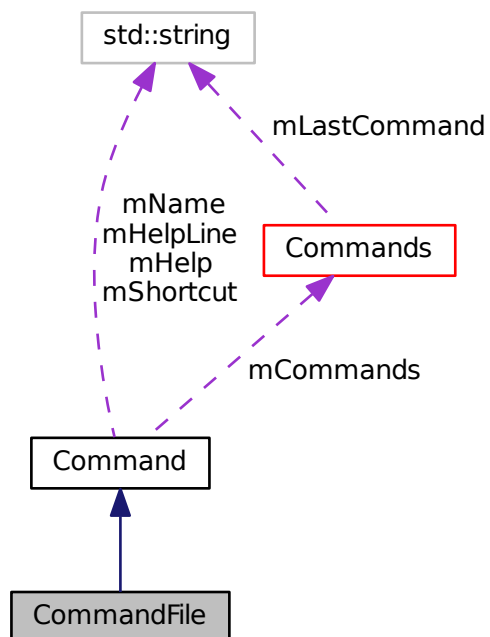 std::string
mLastCommand
mName
mHelpLine
mHelp
mShortcut
Commands
mCommands
Command
CommandFile